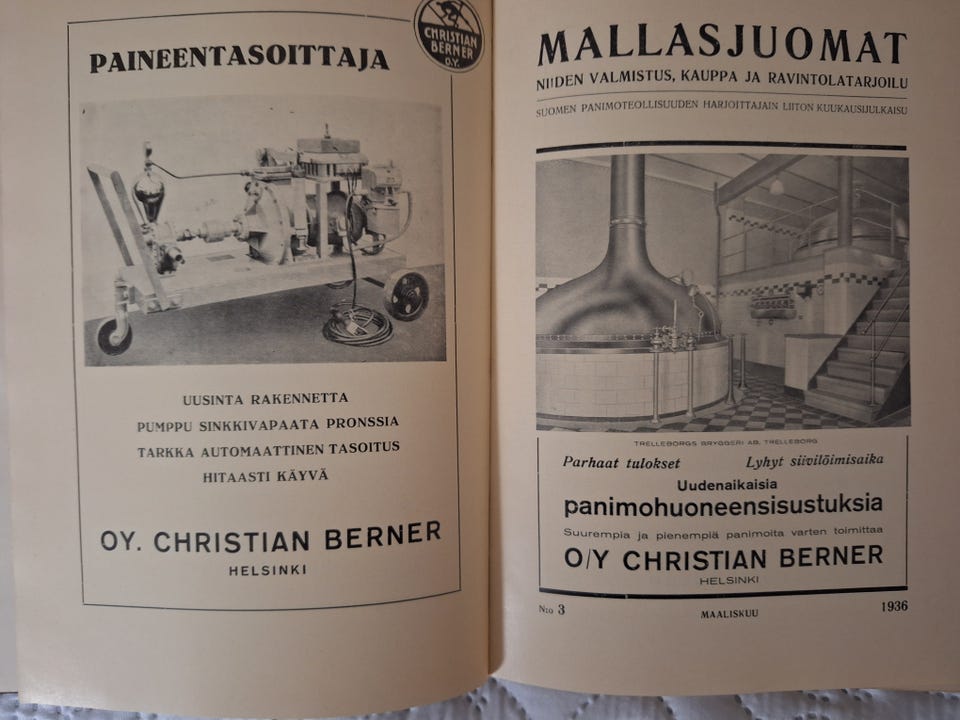 PAINEENTASOITTAJA
CHRISTIAN
BERNER
O.Y.
UUSINTA RAKENNETTA
PUMPPU SINKKIVAPAATA PRONSSIA
TARKKA AUTOMAATTINEN TASOITUS
HITAASTI KÄYVÄ
OY. CHRISTIAN BERNER
HELSINKI
MALLASJUOMAT
NIIDEN VALMISTUS, KAUPPA JA RAVINTOLATARJOILU
SUOMEN PANIMOTEOLLISUUDEN HARJOITTAJAIN LIITON KUUKAUSIJULKAISU
TRELLEBORGS BRYGGERI AB. TRELLEBORG
Parhaat tulokset Lyhyt siivilöimisaika
Uudenaikaisia
panimohuoneensisustuksia
Suurempia ja pienempiä panimoita varten toimittaa
O/Y CHRISTIAN BERNER
HELSINKI
N:o 3 MAALISKUU 1936